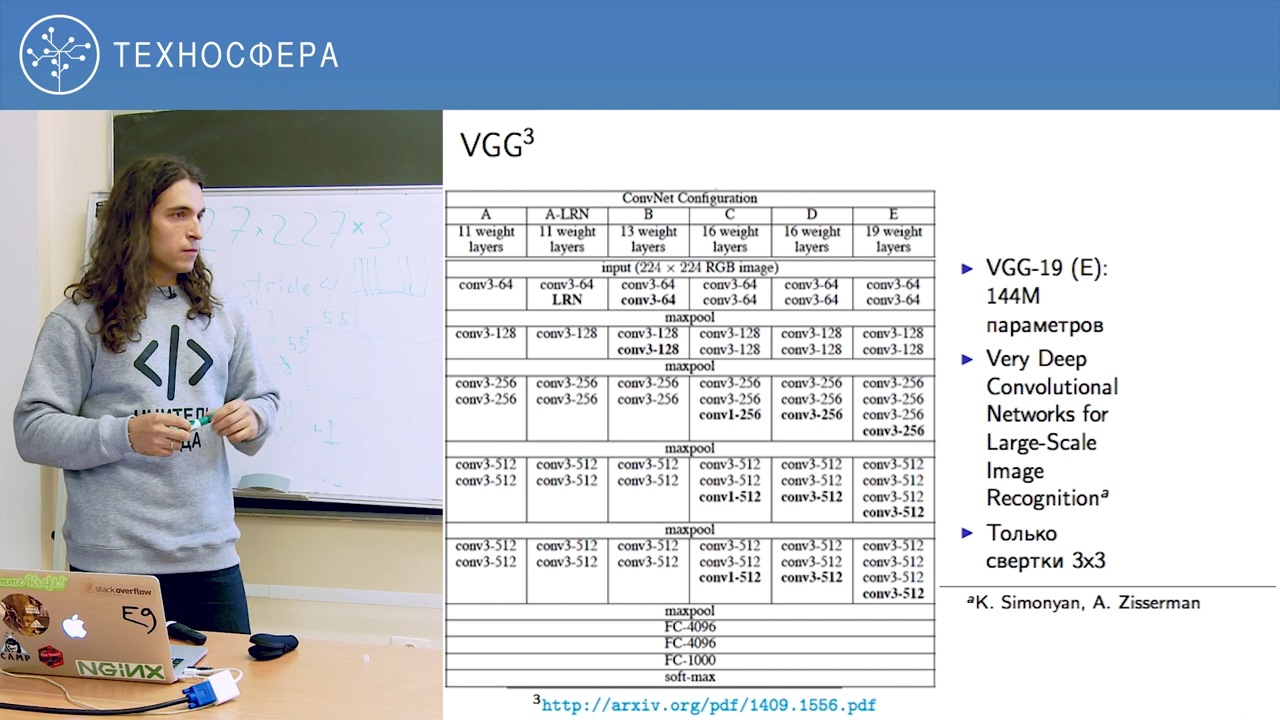 ТЕХНОСФЕРА
VGG3
27×227×3
stride 4
55
55
ConvNet Configuration
A A-LRN B C D E
11 weight layers 11 weight layers 13 weight layers 16 weight layers 16 weight layers 19 weight layers
input (224 × 224 RGB image)
conv3-64 conv3-64 conv3-64 conv3-64 conv3-64 conv3-64
LRN conv3-64 conv3-64 conv3-64 conv3-64
maxpool
conv3-128 conv3-128 conv3-128 conv3-128 conv3-128 conv3-128
conv3-128 conv3-128 conv3-128 conv3-128
maxpool
conv3-256 conv3-256 conv3-256 conv3-256 conv3-256 conv3-256
conv3-256 conv3-256 conv3-256 conv3-256 conv3-256 conv3-256
conv1-256 conv3-256 conv3-256
conv3-256
maxpool
conv3-512 conv3-512 conv3-512 conv3-512 conv3-512 conv3-512
conv3-512 conv3-512 conv3-512 conv3-512 conv3-512 conv3-512
conv1-512 conv3-512 conv3-512
conv3-512
maxpool
conv3-512 conv3-512 conv3-512 conv3-512 conv3-512 conv3-512
conv3-512 conv3-512 conv3-512 conv3-512 conv3-512 conv3-512
conv1-512 conv3-512 conv3-512
conv3-512
maxpool
FC-4096
FC-4096
FC-1000
soft-max
VGG-19 (E):
144M
параметров
Very Deep
Convolutional
Networks for
Large-Scale
Image
Recognitiona
Только
свертки 3x3
aK. Simonyan, A. Zisserman
3http://arxiv.org/pdf/1409.1556.pdf
</>
stackoverflow
E9
CAMP
NGINX